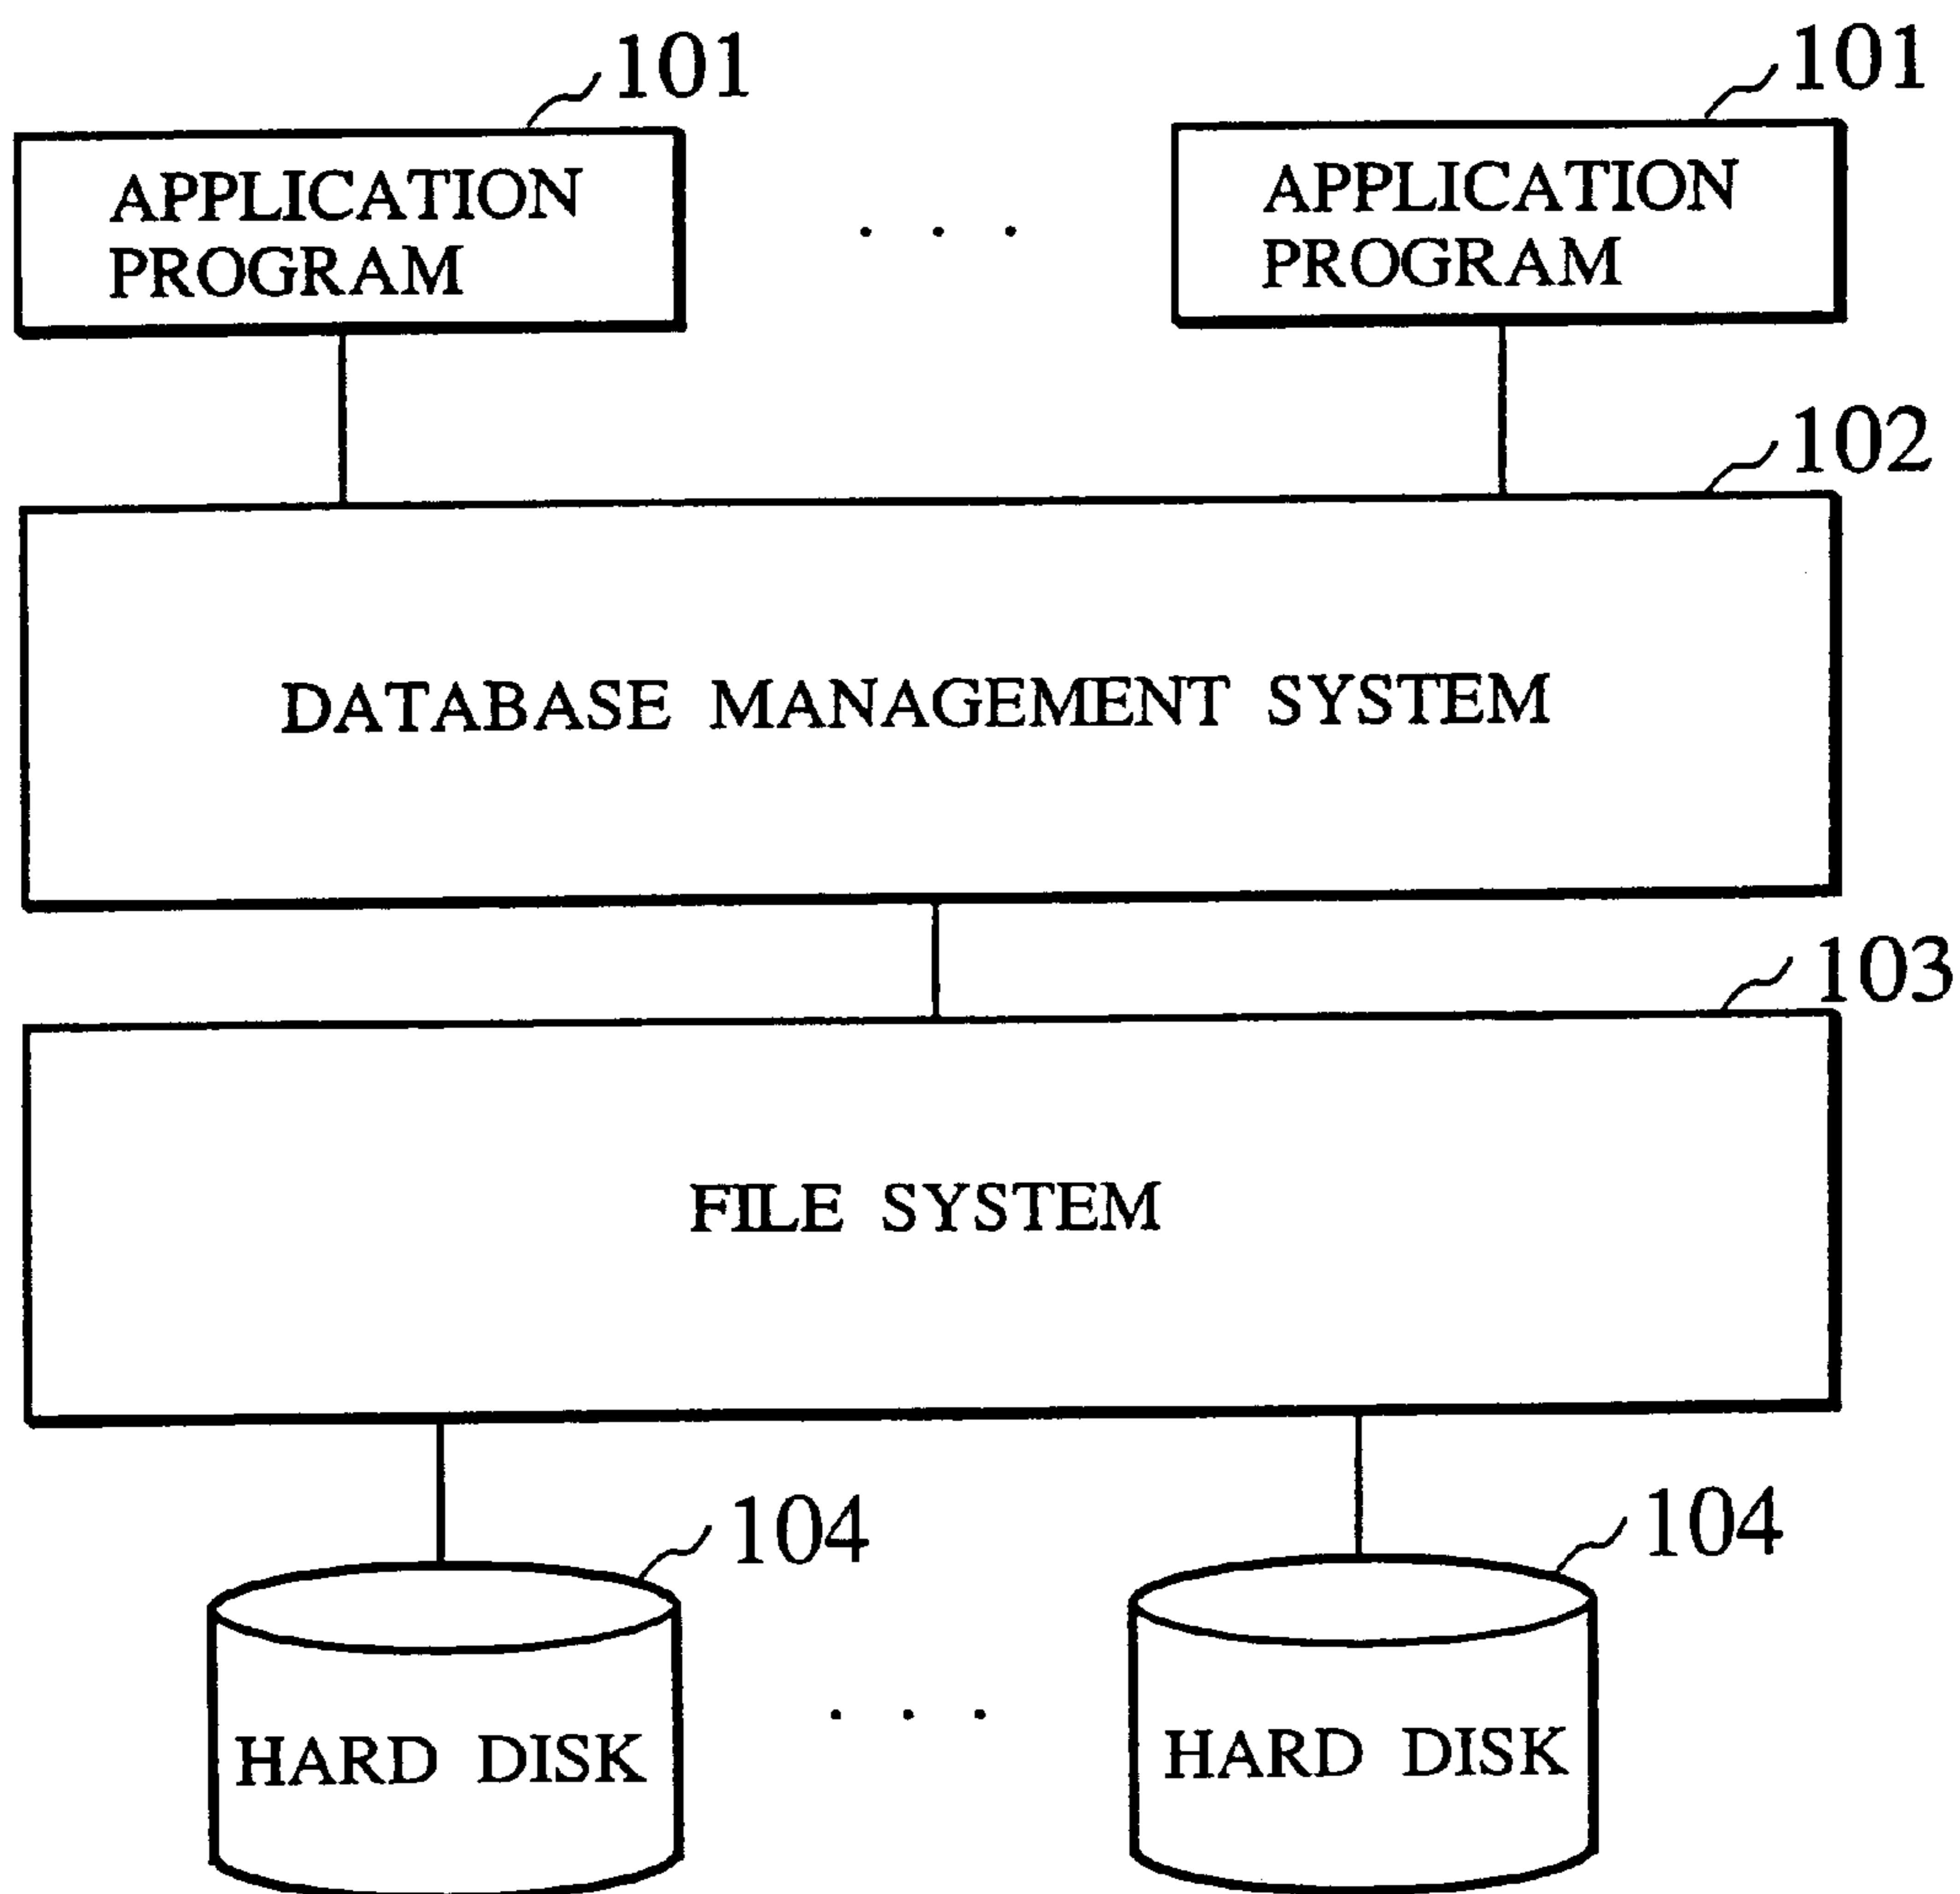 101
101
APPLICATION
PROGRAM
. . .
APPLICATION
PROGRAM
102
DATABASE MANAGEMENT SYSTEM
103
FILE SYSTEM
104
104
HARD DISK
. . .
HARD DISK